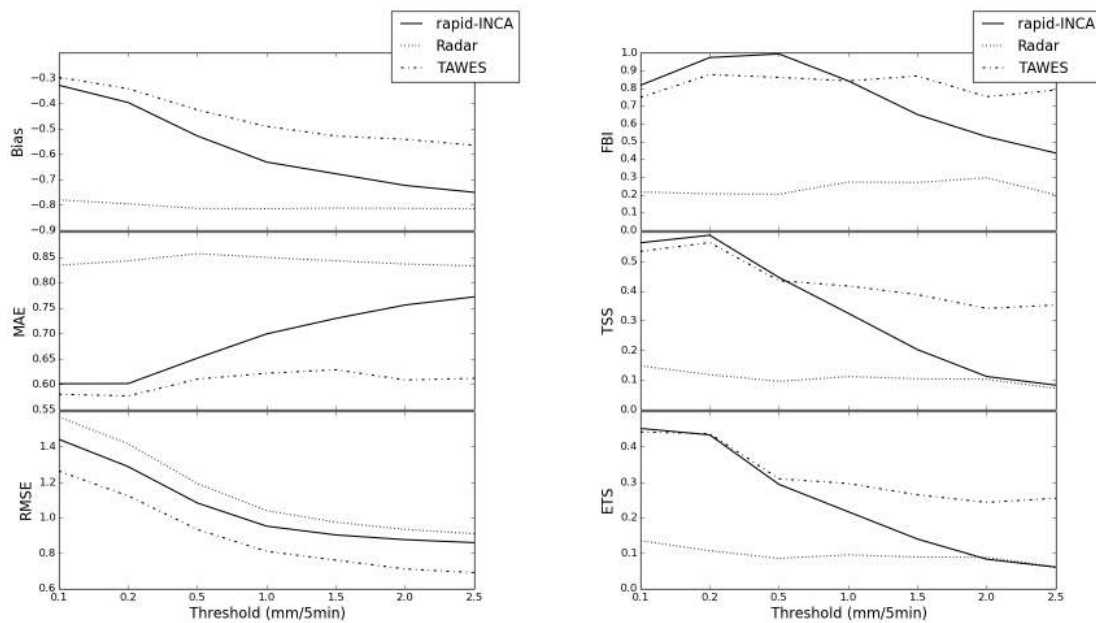 rapid-INCA
Radar
TAWES
−0.3
−0.4
−0.5
−0.6
−0.7
−0.8
−0.9
Bias
0.85
0.80
0.75
0.70
0.65
0.60
0.55
MAE
1.4
1.2
1.0
0.8
0.6
RMSE
0.1 0.2 0.5 1.0 1.5 2.0 2.5
Threshold (mm/5min)
rapid-INCA
Radar
TAWES
1.0
0.9
0.8
0.7
0.6
0.5
0.4
0.3
0.2
0.1
0.0
FBI
0.5
0.4
0.3
0.2
0.1
0.0
TSS
0.4
0.3
0.2
0.1
0.0
ETS
0.1 0.2 0.5 1.0 1.5 2.0 2.5
Threshold (mm/5min)